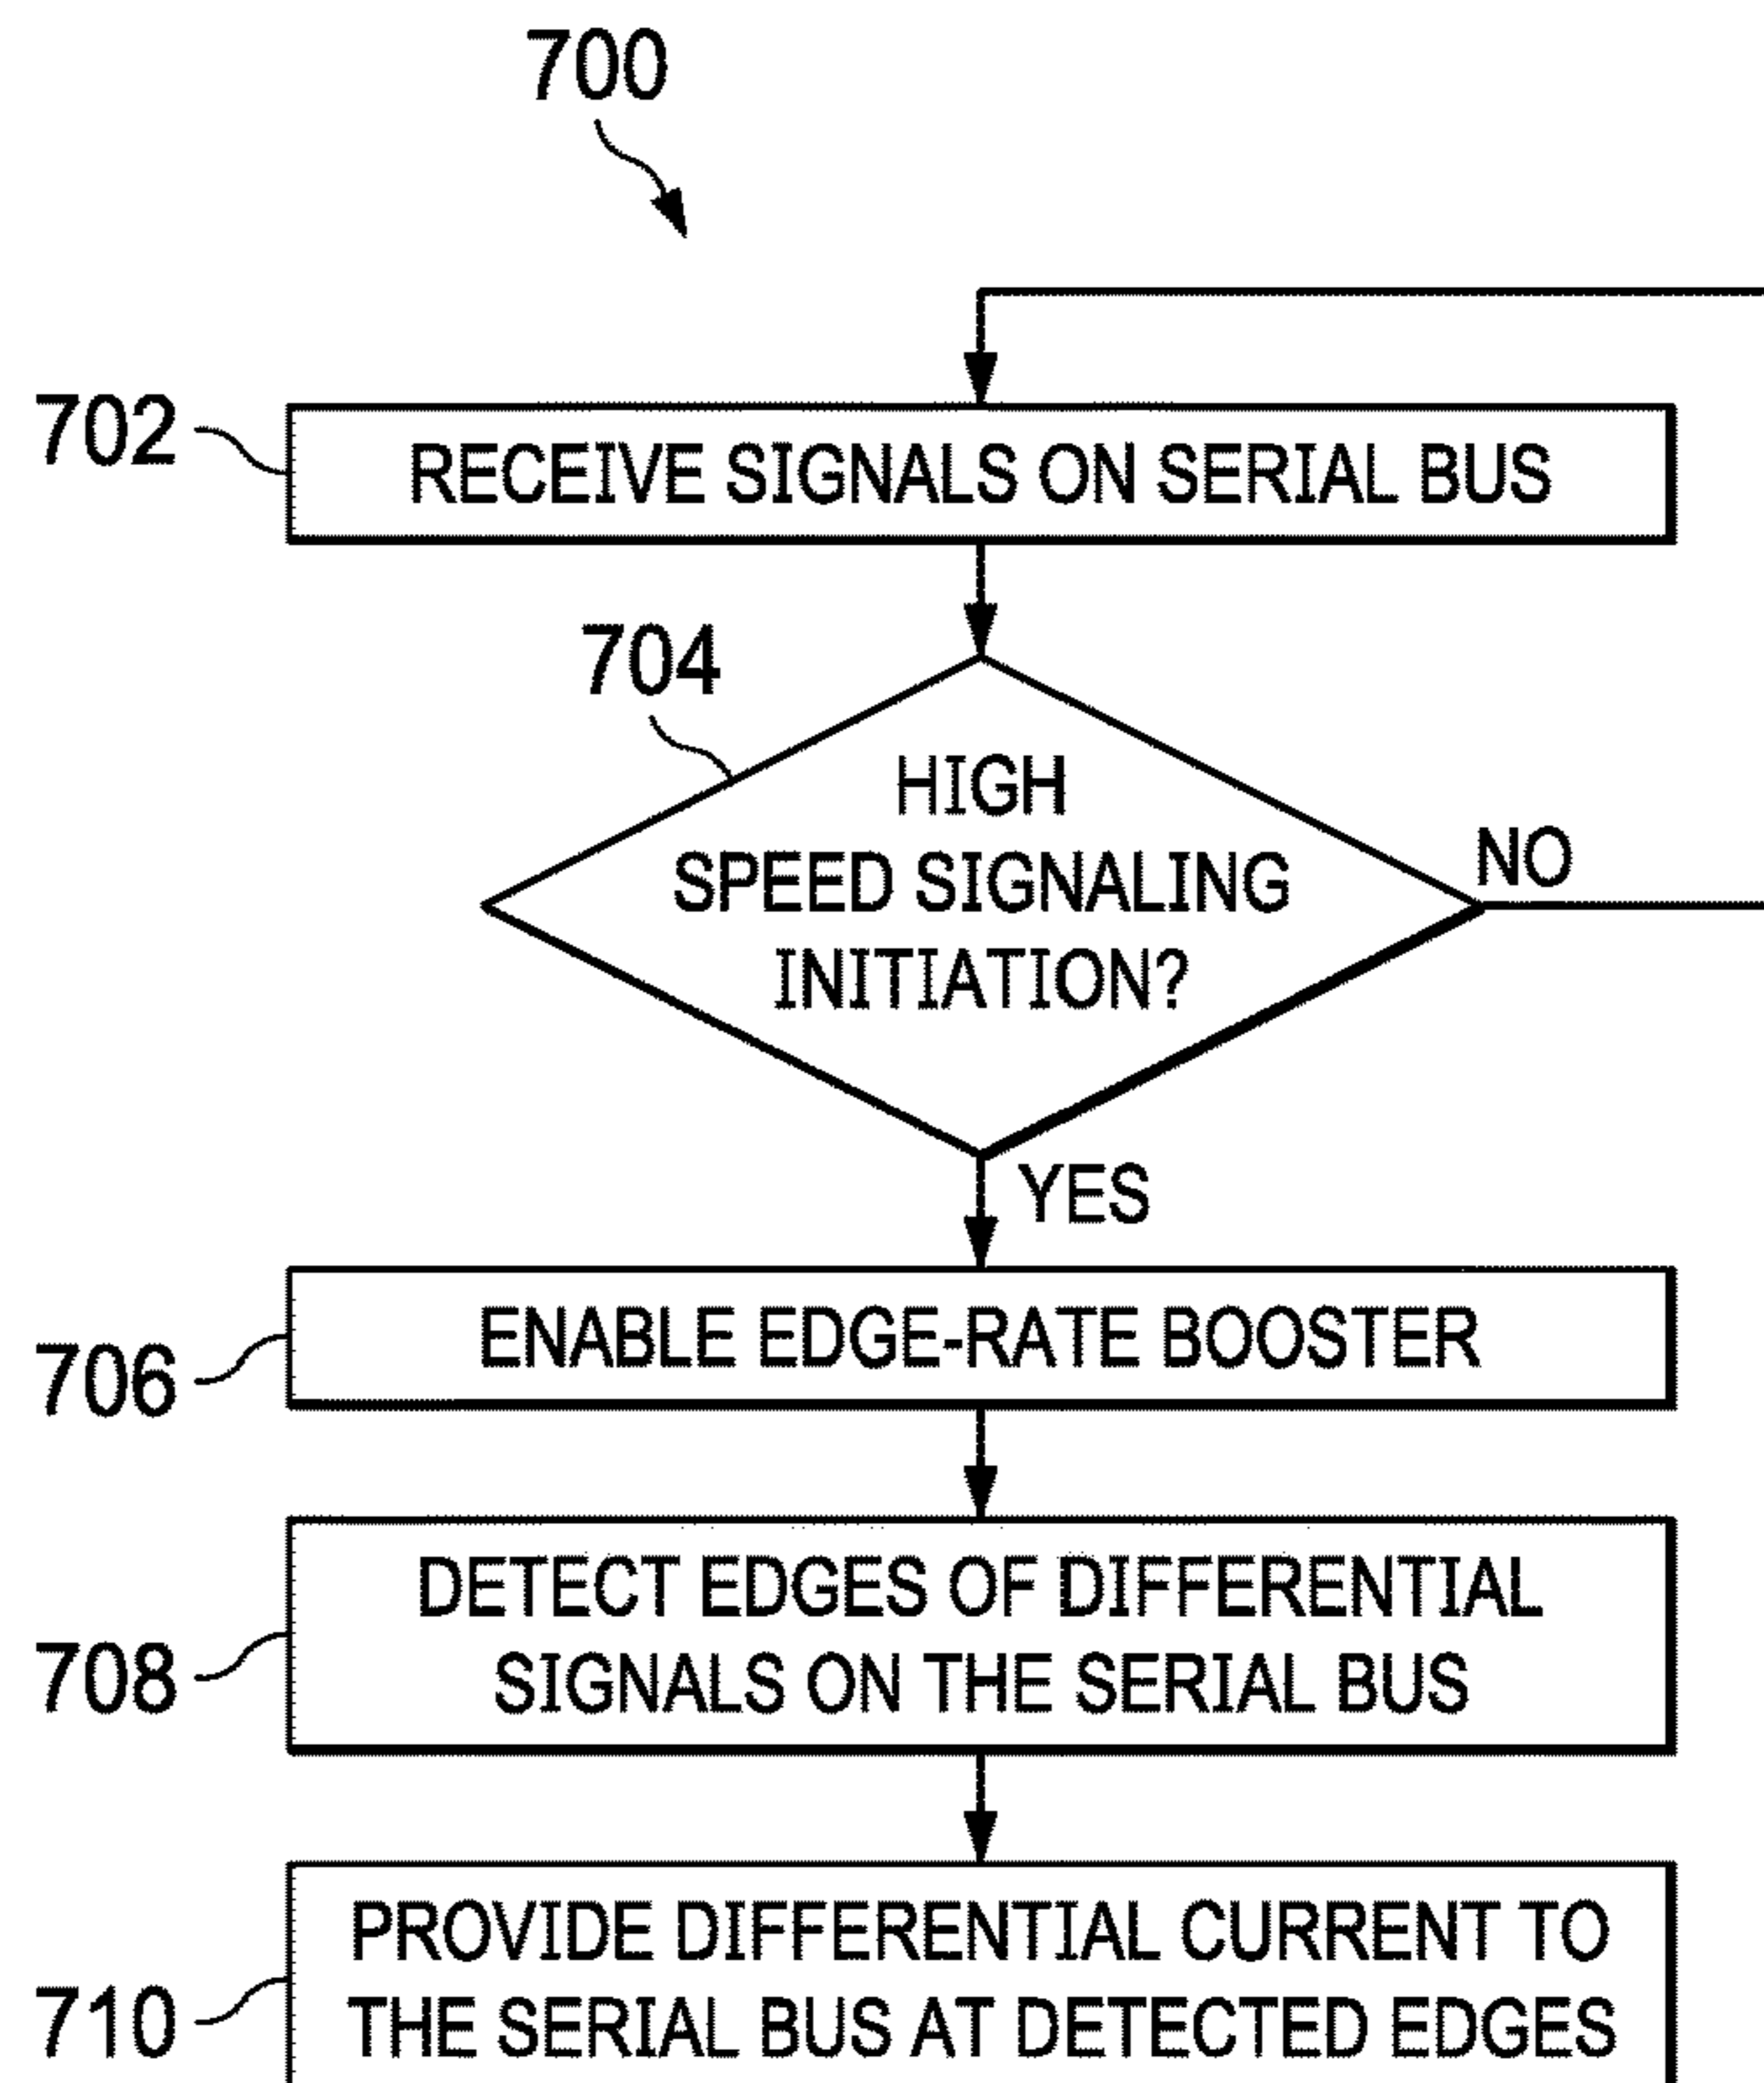 700
702
RECEIVE SIGNALS ON SERIAL BUS
704
HIGH
SPEED SIGNALING
INITIATION?
NO
YES
706
ENABLE EDGE-RATE BOOSTER
708
DETECT EDGES OF DIFFERENTIAL
SIGNALS ON THE SERIAL BUS
710
PROVIDE DIFFERENTIAL CURRENT TO
THE SERIAL BUS AT DETECTED EDGES